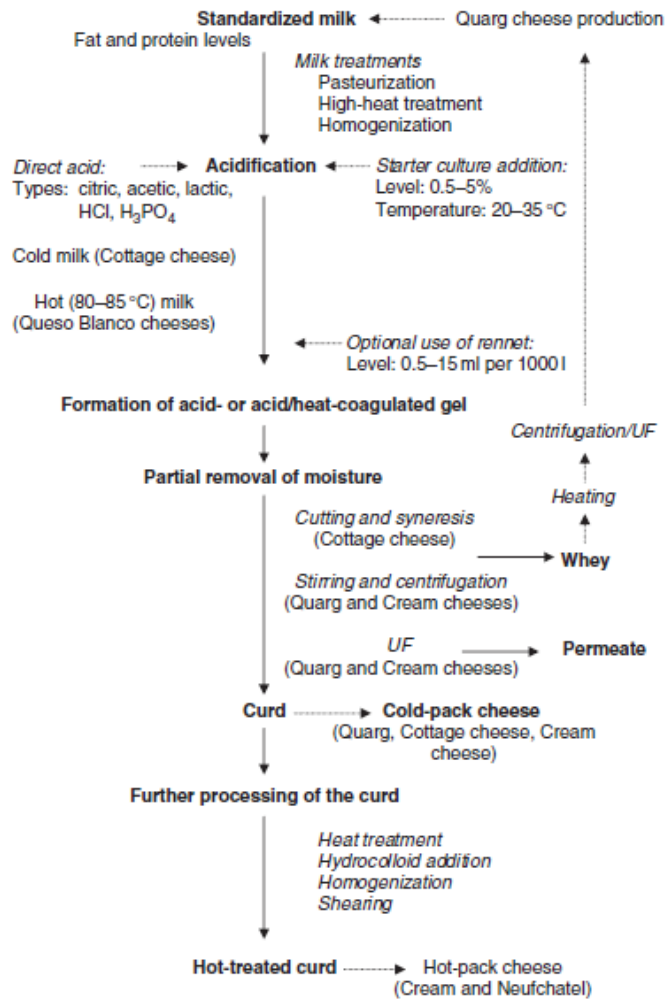 Standardized milk
Quarg cheese production
Fat and protein levels
Milk treatments
Pasteurization
High-heat treatment
Homogenization
Direct acid:
Types: citric, acetic, lactic,
HCl, H₃PO₄
Acidification
Starter culture addition:
Level: 0.5–5%
Temperature: 20–35 °C
Cold milk (Cottage cheese)
Hot (80–85 °C) milk
(Queso Blanco cheeses)
Optional use of rennet:
Level: 0.5–15 ml per 1000 l
Formation of acid- or acid/heat-coagulated gel
Centrifugation/UF
Partial removal of moisture
Heating
Cutting and syneresis
(Cottage cheese)
Whey
Stirring and centrifugation
(Quarg and Cream cheeses)
UF
(Quarg and Cream cheeses)
Permeate
Curd
Cold-pack cheese
(Quarg, Cottage cheese, Cream
cheese)
Further processing of the curd
Heat treatment
Hydrocolloid addition
Homogenization
Shearing
Hot-treated curd
Hot-pack cheese
(Cream and Neufchatel)